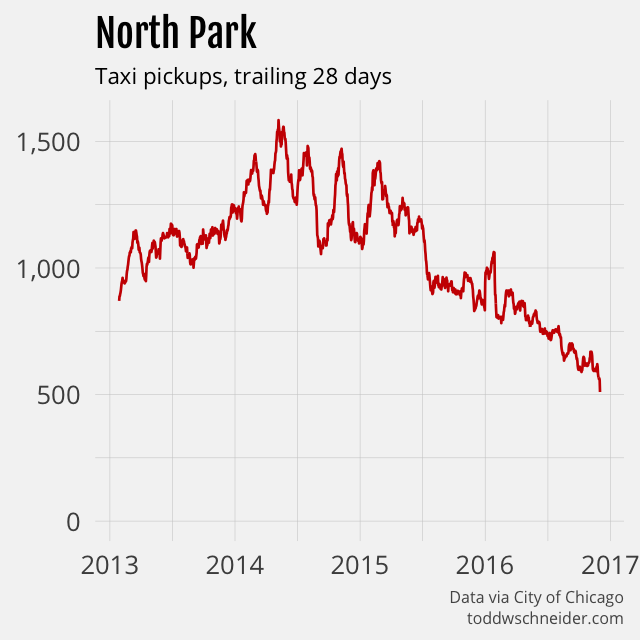 North Park
Taxi pickups, trailing 28 days
1,500
1,000
500
0
2013 2014 2015 2016 2017
Data via City of Chicago
toddwschneider.com